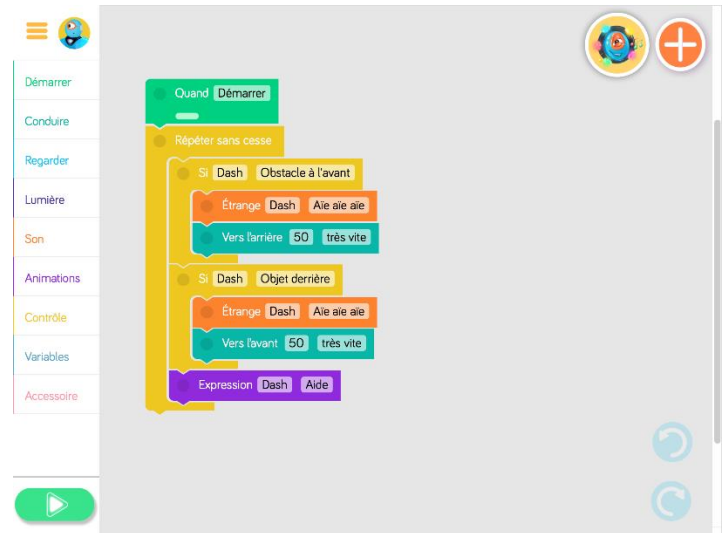 Démarrer
Conduire
Regarder
Lumière
Son
Animations
Contrôle
Variables
Accessoire
Quand Démarrer
Répéter sans cesse
Si Dash Obstacle à l'avant
Étrange Dash Aïe aïe aïe
Vers l'arrière 50 très vite
Si Dash Objet derrière
Étrange Dash Aïe aïe aïe
Vers l'avant 50 très vite
Expression Dash Aide